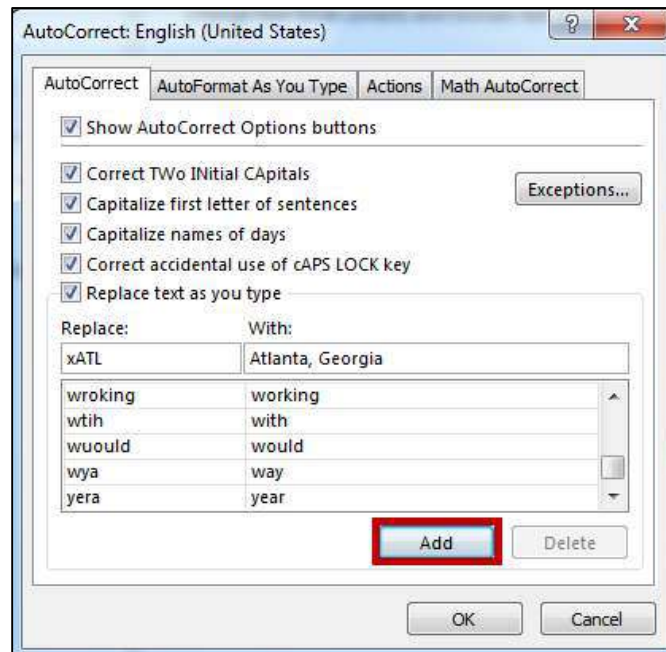 AutoCorrect: English (United States)
?
AutoCorrect AutoFormat As You Type Actions Math AutoCorrect
Show AutoCorrect Options buttons
Correct TWo INitial CApitals
Exceptions...
Capitalize first letter of sentences
Capitalize names of days
Correct accidental use of cAPS LOCK key
Replace text as you type
Replace: With:
xATL Atlanta, Georgia
wroking working
wtih with
wuould would
wya way
yera year
Add Delete
OK Cancel